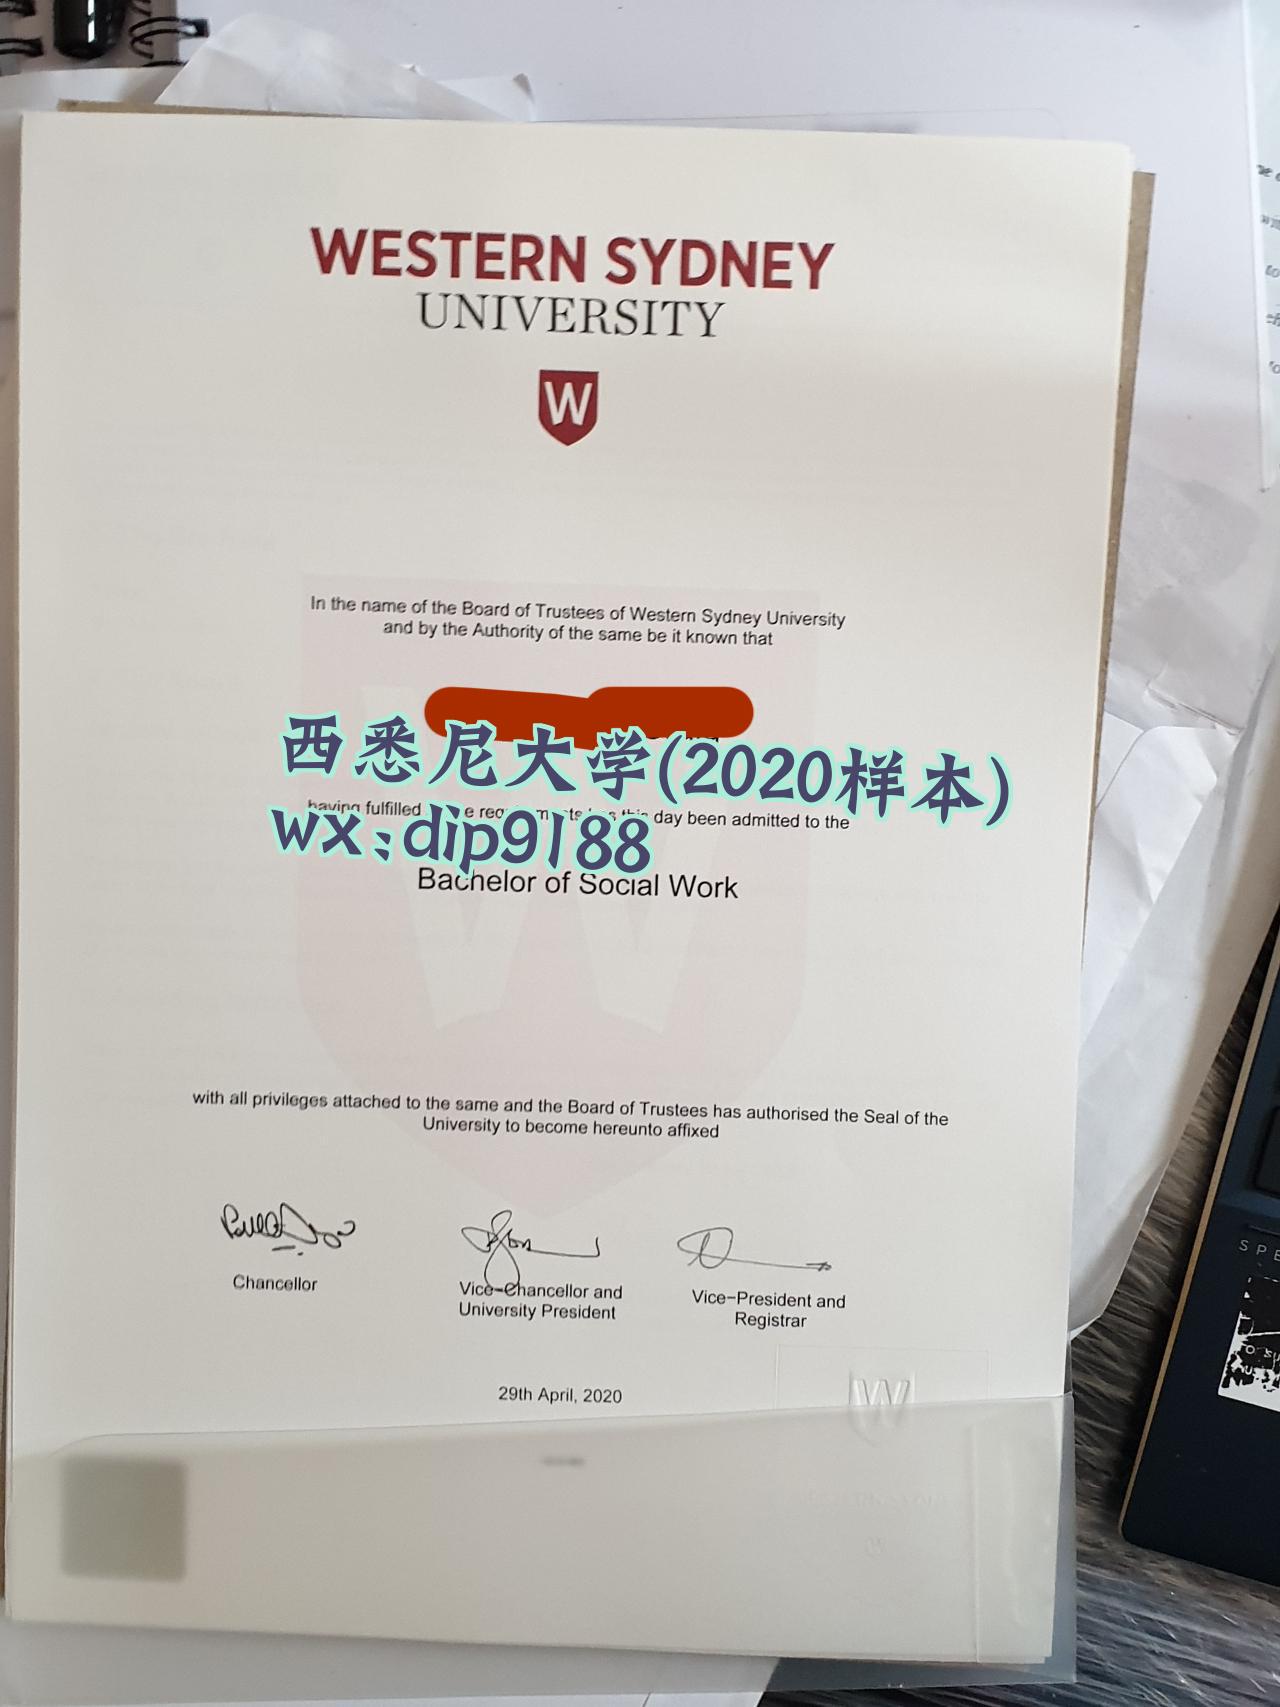 WESTERN SYDNEY
UNIVERSITY
W
In the name of the Board of Trustees of Western Sydney University
and by the Authority of the same be it known that
西悉尼大学(2020样本)
having fulfilled day been admitted to the
wx;dip9188
Bachelor of Social Work
with all privileges attached to the same and the Board of Trustees has authorised the Seal of the
University to become hereunto affixed
Chancellor
Vice-Chancellor and
University President
Vice-President and
Registrar
29th April, 2020
W
SPE